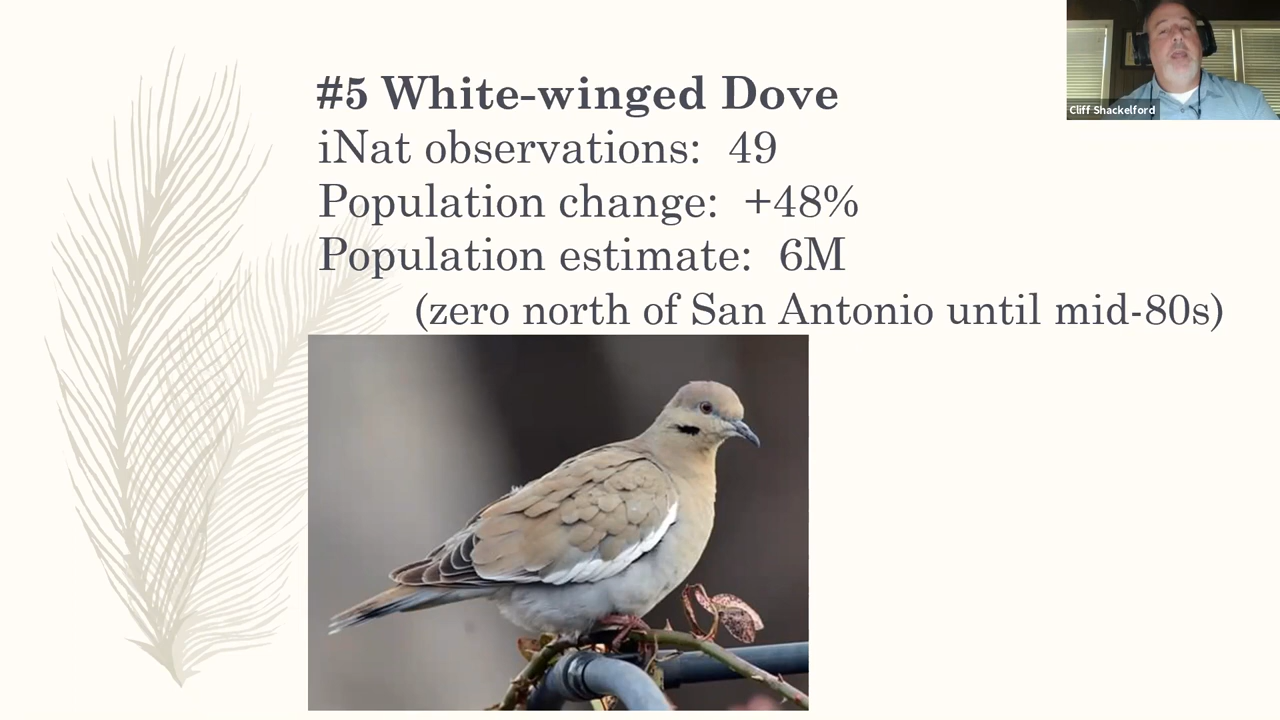 #5 White-winged Dove
iNat observations: 49
Population change: +48%
Population estimate: 6M
(zero north of San Antonio until mid-80s)
Cliff Shackelford